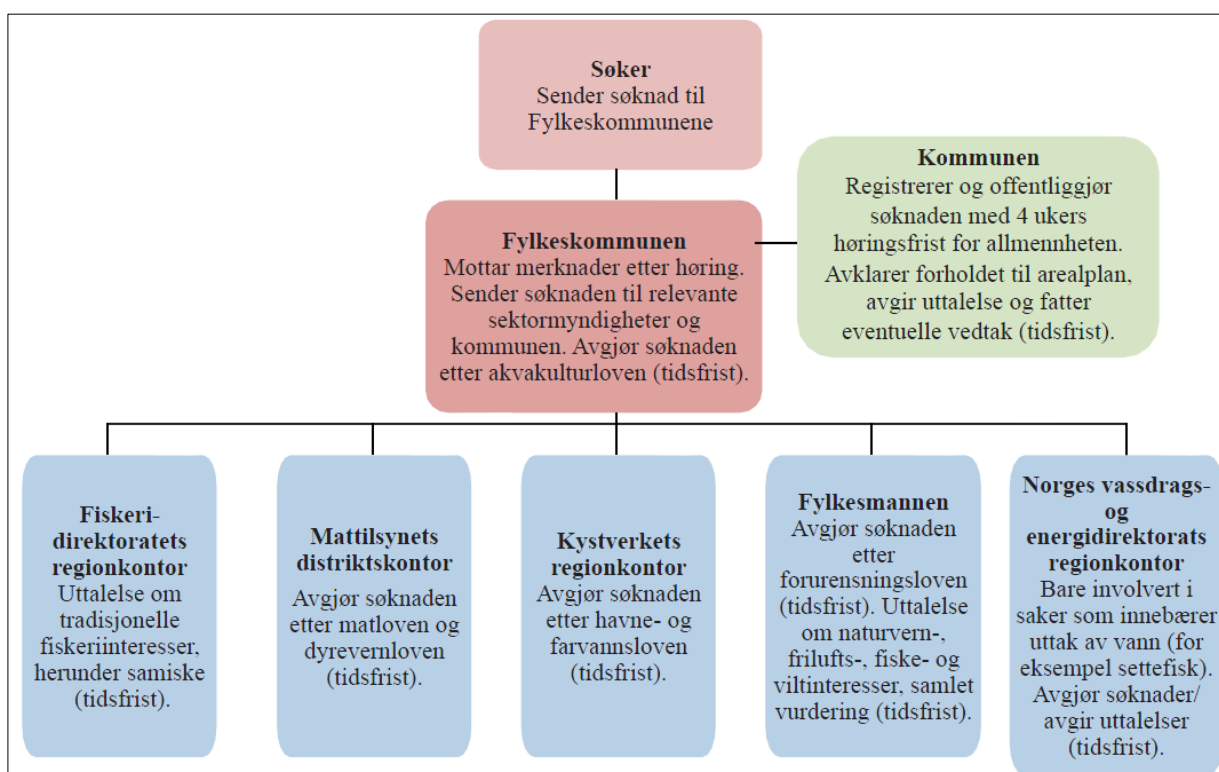 Søker
Sender søknad til
Fylkeskommunene
Kommunen
Registrerer og offentliggjør
søknaden med 4 ukers
høringsfrist for allmennheten.
Avklarer forholdet til arealplan,
avgir uttalelse og fatter
eventuelle vedtak (tidsfrist).
Fylkeskommunen
Mottar merknader etter høring.
Sender søknaden til relevante
sektormyndigheter og
kommunen. Avgjør søknaden
etter akvakulturloven (tidsfrist).
Fiskeri-
direktoratets
regionkontor
Uttalelse om
tradisjonelle
fiskeriinteresser,
herunder samiske
(tidsfrist).
Mattilsynets
distriktskontor
Avgjør søknaden
etter matloven og
dyrevernloven
(tidsfrist).
Kystverkets
regionkontor
Avgjør søknaden
etter havne- og
farvannsloven
(tidsfrist).
Fylkesmannen
Avgjør søknaden
etter
forurensningsloven
(tidsfrist). Uttalelse
om naturvern-,
frilufts-, fiske- og
viltinteresser, samlet
vurdering (tidsfrist).
Norges vassdrags-
og
energidirektorats
regionkontor
Bare involvert i
saker som innebærer
uttak av vann (for
eksempel settefisk).
Avgjør søknader/
avgir uttalelser
(tidsfrist).